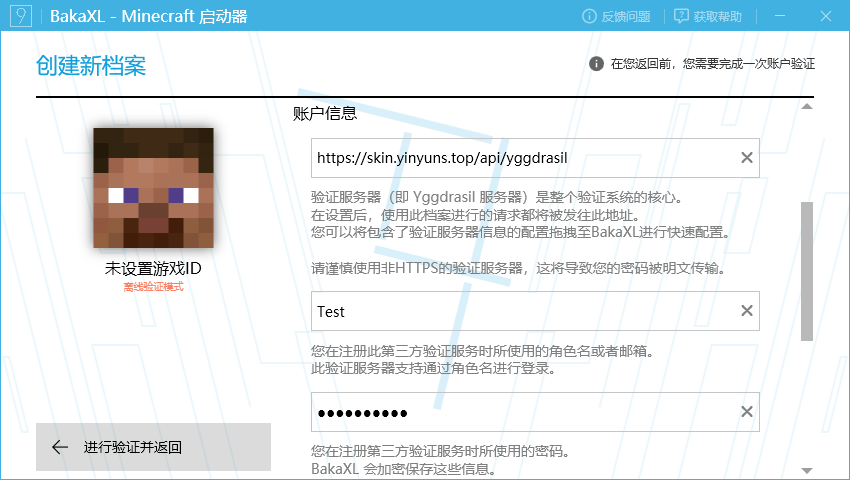 BakaXL - Minecraft 启动器
反馈问题
获取帮助
创建新档案
在您返回前，您需要完成一次账户验证
账户信息
https://skin.yinyuns.top/api/yggdrasil
验证服务器（即 Yggdrasil 服务器）是整个验证系统的核心。
在设置后，使用此档案进行的请求都将被发往此地址。
您可以将包含了验证服务器信息的配置拖拽至BakaXL进行快速配置。
请谨慎使用非HTTPS的验证服务器，这将导致您的密码被明文传输。
未设置游戏ID
离线验证模式
Test
您在注册此第三方验证服务时所使用的角色名或者邮箱。
此验证服务器支持通过角色名进行登录。
●●●●●●●●●●
您在注册第三方验证服务时所使用的密码。
BakaXL 会加密保存这些信息。
进行验证并返回